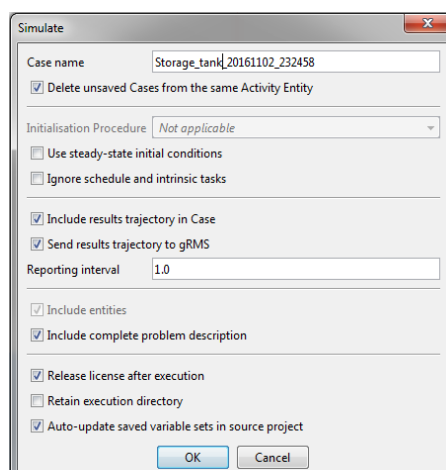 Simulate
Case name Storage_tank_20161102_232458
Delete unsaved Cases from the same Activity Entity
Initialisation Procedure Not applicable
Use steady-state initial conditions
Ignore schedule and intrinsic tasks
Include results trajectory in Case
Send results trajectory to gRMS
Reporting interval 1.0
Include entities
Include complete problem description
Release license after execution
Retain execution directory
Auto-update saved variable sets in source project
OK Cancel